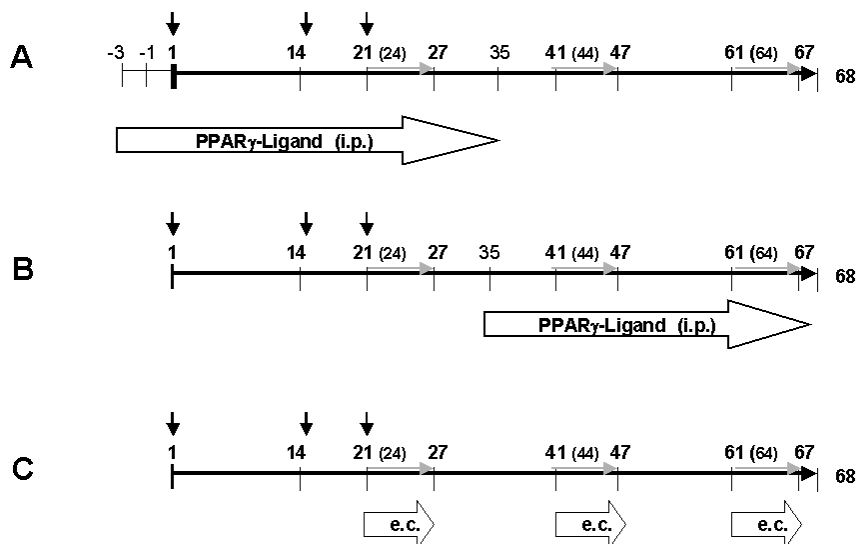 -3 -1 1 14 21 (24) 27 35 41 (44) 47 61 (64) 67
A
68
PPARγ-Ligand (i.p.)
1 14 21 (24) 27 35 41 (44) 47 61 (64) 67
B
68
PPARγ-Ligand (i.p.)
1 14 21 (24) 27 41 (44) 47 61 (64) 67
C
68
e.c. e.c. e.c.